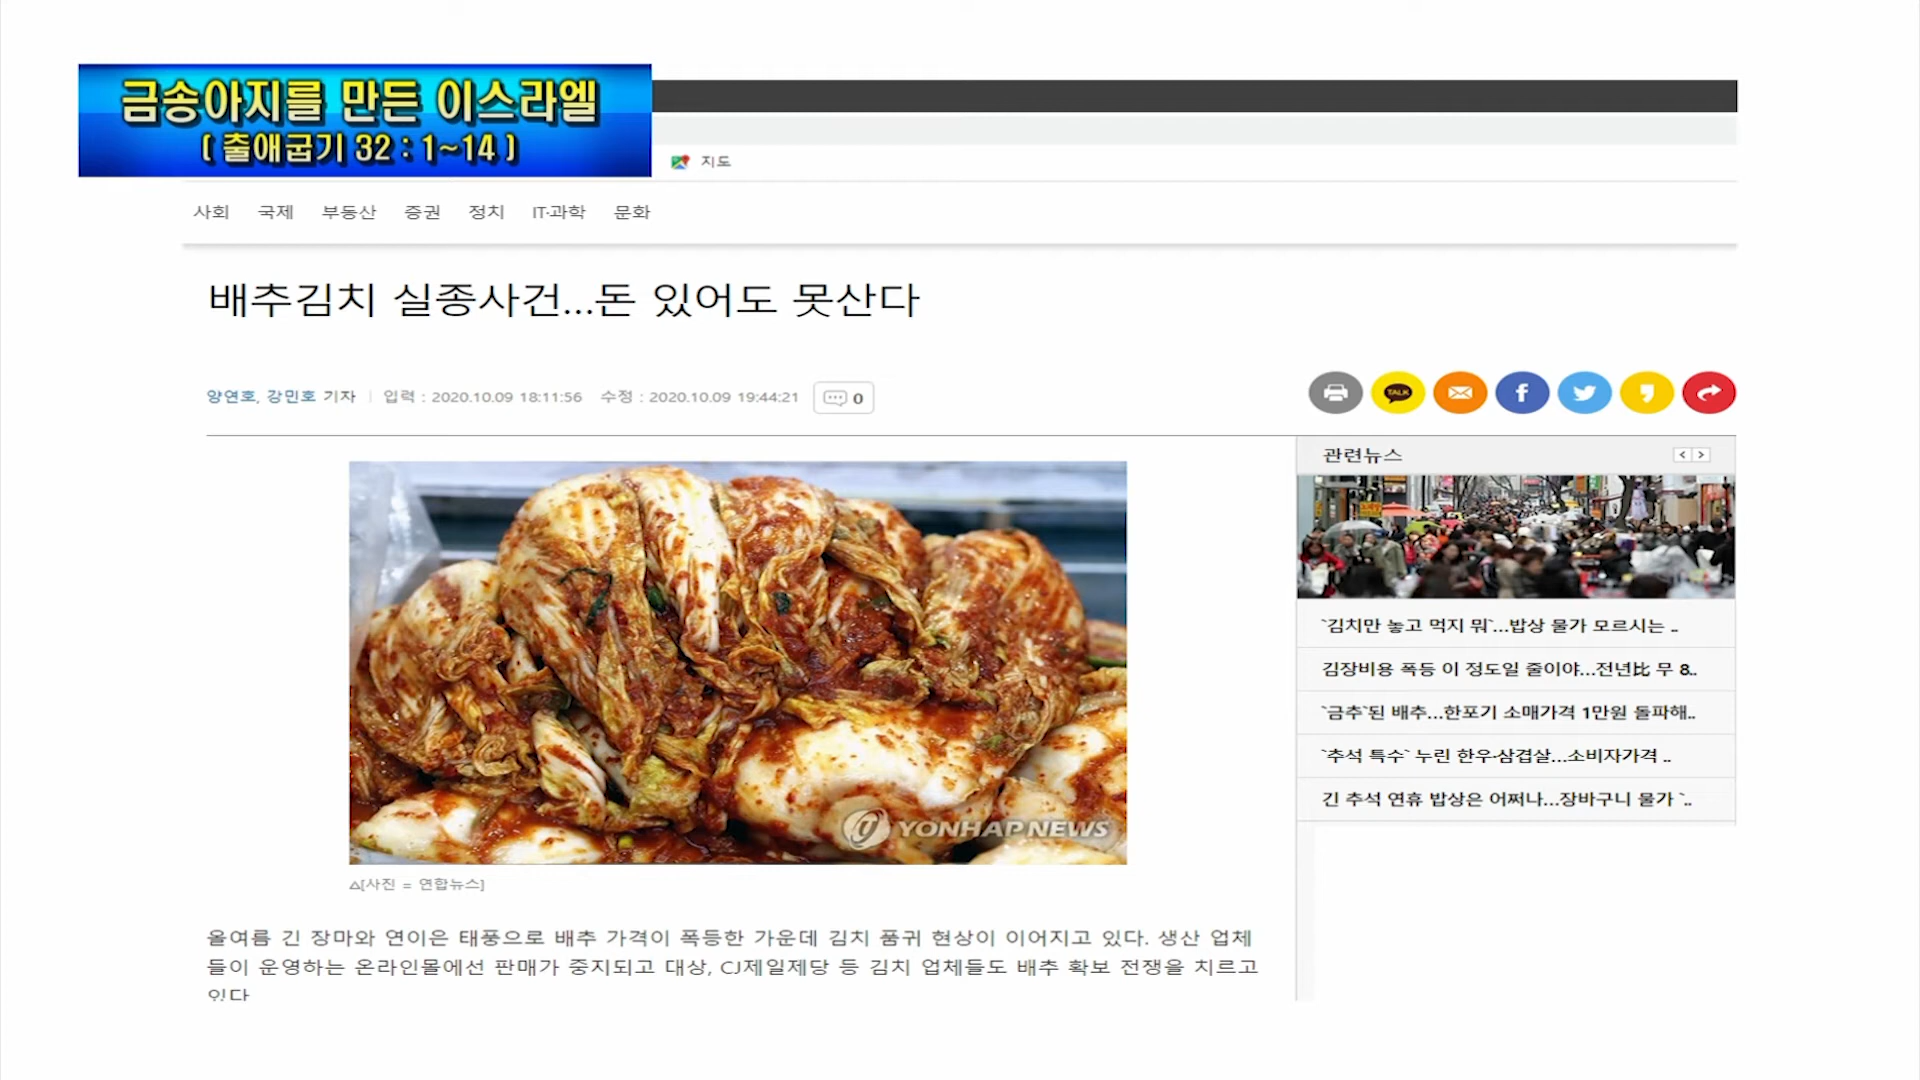 금송아지를 만든 이스라엘
( 출애굽기 32 : 1~14 )
지도
사회 국제 부동산 증권 정치 IT·과학 문화
배추김치 실종사건...돈 있어도 못산다
양연호, 강민호 기자 입력 : 2020.10.09 18:11:56 수정 : 2020.10.09 19:44:21 0
TALK
관련뉴스
`김치만 놓고 먹지 뭐`...밥상 물가 모르시는 ..
김장비용 폭등 이 정도일 줄이야...전년比 무 8..
`금추`된 배추...한포기 소매가격 1만원 돌파해..
`추석 특수` 누린 한우·삼겹살...소비자가격 ..
긴 추석 연휴 밥상은 어쩌나...장바구니 물가 `..
YONHAP NEWS
△[사진 = 연합뉴스]
올여름 긴 장마와 연이은 태풍으로 배추 가격이 폭등한 가운데 김치 품귀 현상이 이어지고 있다. 생산 업체
들이 운영하는 온라인몰에선 판매가 중지되고 대상, CJ제일제당 등 김치 업체들도 배추 확보 전쟁을 치르고
있다